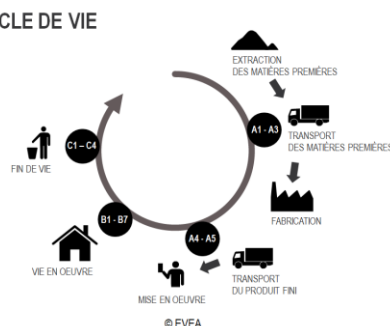 CLE DE VIE
EXTRACTION
DES MATIÈRES PREMIÈRES
A1 - A3
TRANSPORT
DES MATIÈRES PREMIÈRES
FABRICATION
A4 - A5
TRANSPORT
DU PRODUIT FINI
MISE EN OEUVRE
B1 - B7
VIE EN OEUVRE
C1 – C4
FIN DE VIE
© EVEA